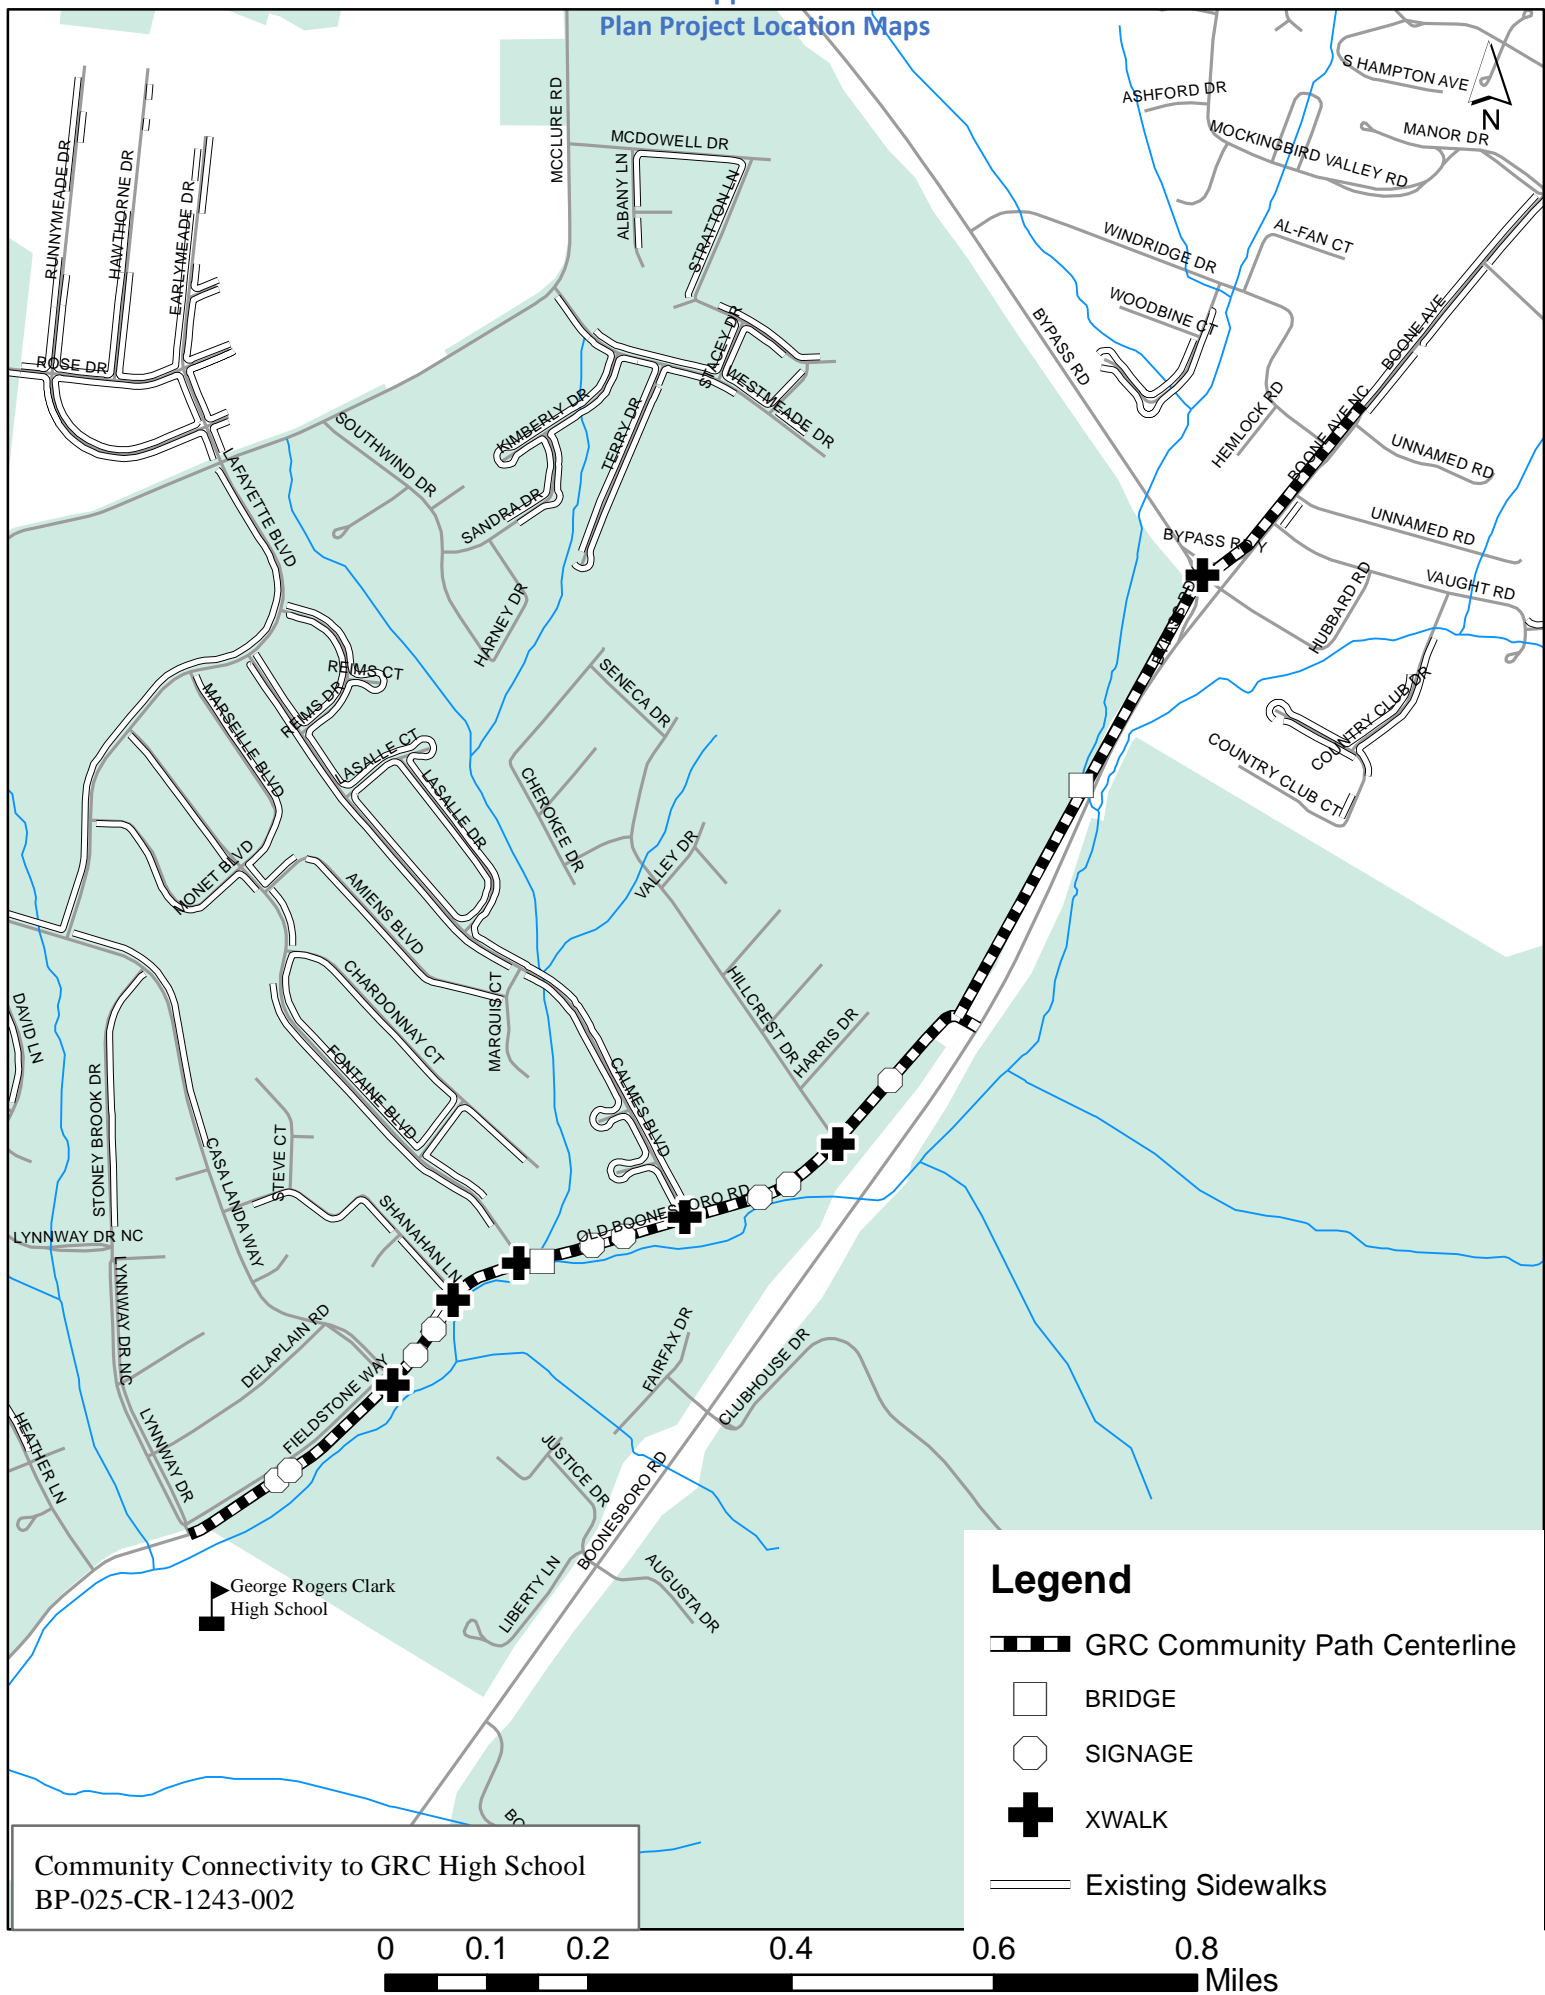 Plan Project Location Maps
S HAMPTON AVE
ASHFORD DR
N
MOCKINGBIRD VALLEY RD
MANOR DR
MCCLURE RD
MCDOWELL DR
ALBANY LN
STRATTON LN
RUNNYMEADE DR
HAWTHORNE DR
EARLYMEADE DR
WINDRIDGE DR
AL-FAN CT
WOODBINE CT
BYPASS RD
BOONE AVE
STACEY DR
ROSE DR
WESTMEADE DR
KIMBERLY DR
TERRY DR
HEMLOCK RD
BOONE AVE NC
SOUTHWIND DR
LAFAYETTE BLVD
UNNAMED RD
SANDRA DR
UNNAMED RD
BYPASS RD Y
BYPASS RD
VAUGHT RD
HUBBARD RD
HARNEY DR
REIMS CT
REIMS DR
SENECA DR
MARSEILLE BLVD
COUNTRY CLUB DR
COUNTRY CLUB CT
LASALLE CT
LASALLE DR
CHEROKEE DR
VALLEY DR
MONET BLVD
AMIENS BLVD
HILLCREST DR
HARRIS DR
CHARDONNAY CT
MARQUIS CT
DAVID LN
FONTAINE BLVD
CALMES BLVD
STONEY BROOK DR
CASA LANDA WAY
STEVE CT
SHANAHAN LN
OLD BOONESBORO RD
LYNNWAY DR NC
LYNNWAY DR NC
DELAPLAIN RD
FIELDSTONE WAY
FAIRFAX DR
CLUBHOUSE DR
HEATHER LN
LYNNWAY DR
JUSTICE DR
BOONESBORO RD
LIBERTY LN
AUGUSTA DR
George Rogers Clark
High School
BO
Legend
GRC Community Path Centerline
BRIDGE
SIGNAGE
XWALK
Existing Sidewalks
Community Connectivity to GRC High School
BP-025-CR-1243-002
0 0.1 0.2 0.4 0.6 0.8
Miles